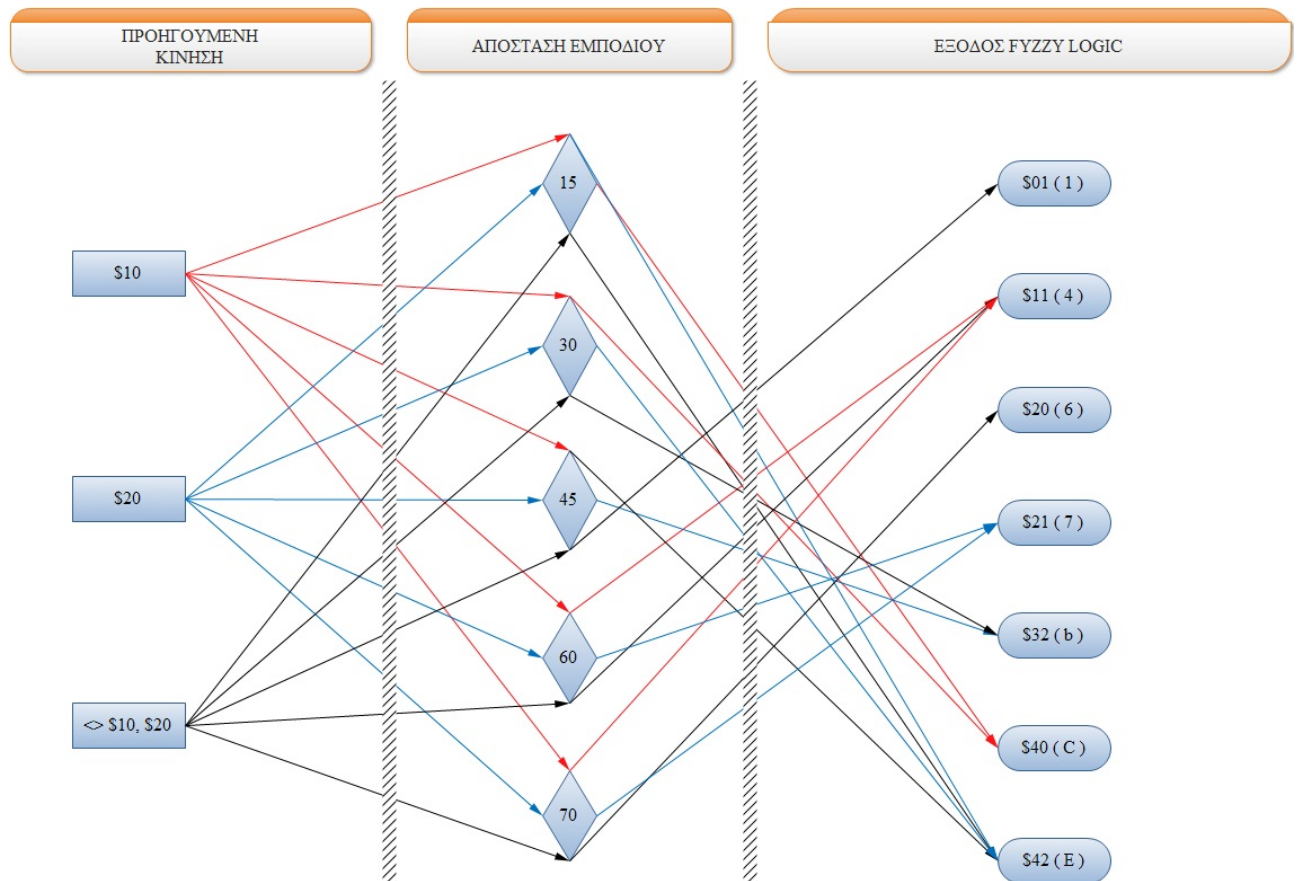 ΠΡΟΗΓΟΥΜΕΝΗ
ΚΙΝΗΣΗ
ΑΠΟΣΤΑΣΗ ΕΜΠΟΔΙΟΥ
ΕΞΟΔΟΣ FYZZY LOGIC
$10
$20
<> $10, $20
15
30
45
60
70
$01 ( 1 )
$11 ( 4 )
$20 ( 6 )
$21 ( 7 )
$32 ( b )
$40 ( C )
$42 ( E )